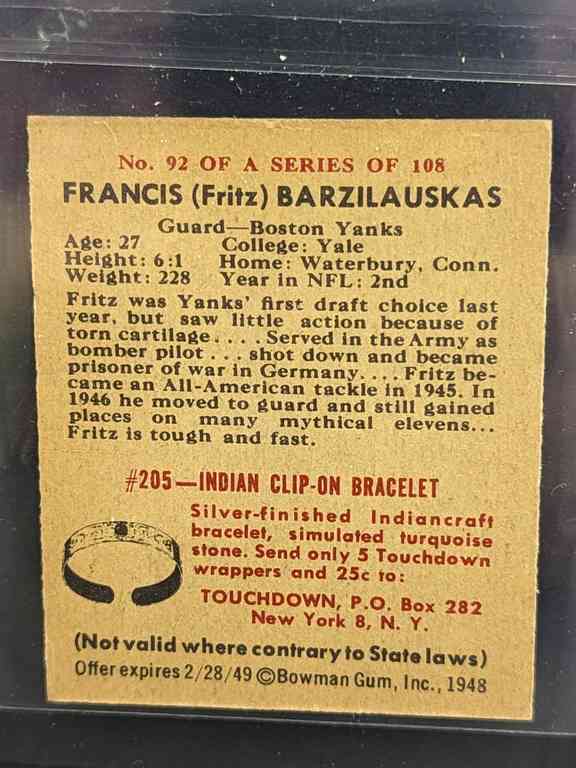 No. 92 OF A SERIES OF 108
FRANCIS (Fritz) BARZILAUSKAS
Guard—Boston Yanks
Age: 27 College: Yale
Height: 6:1 Home: Waterbury, Conn.
Weight: 228 Year in NFL: 2nd
Fritz was Yanks' first draft choice last
year, but saw little action because of
torn cartilage.... Served in the Army as
bomber pilot... shot down and became
prisoner of war in Germany.... Fritz be-
came an All-American tackle in 1945. In
1946 he moved to guard and still gained
places on many mythical elevens...
Fritz is tough and fast.
#205—INDIAN CLIP-ON BRACELET
Silver-finished Indiancraft
bracelet, simulated turquoise
stone. Send only 5 Touchdown
wrappers and 25c to:
TOUCHDOWN, P.O. Box 282
New York 8, N. Y.
(Not valid where contrary to State laws)
Offer expires 2/28/49 ©Bowman Gum, Inc., 1948